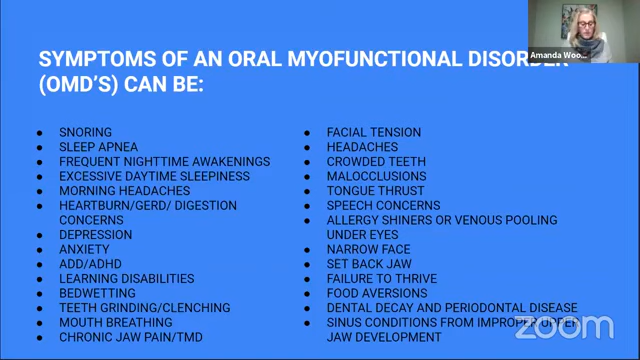 SYMPTOMS OF AN ORAL MYOFUNCTIONAL DISORDER
(OMD'S) CAN BE:
● SNORING
● SLEEP APNEA
● FREQUENT NIGHTTIME AWAKENINGS
● EXCESSIVE DAYTIME SLEEPINESS
● MORNING HEADACHES
● HEARTBURN/GERD/ DIGESTION
CONCERNS
● DEPRESSION
● ANXIETY
● ADD/ADHD
● LEARNING DISABILITIES
● BEDWETTING
● TEETH GRINDING/CLENCHING
● MOUTH BREATHING
● CHRONIC JAW PAIN/TMD
● FACIAL TENSION
● HEADACHES
● CROWDED TEETH
● MALOCCLUSIONS
● TONGUE THRUST
● SPEECH CONCERNS
● ALLERGY SHINERS OR VENOUS POOLING
UNDER EYES
● NARROW FACE
● SET BACK JAW
● FAILURE TO THRIVE
● FOOD AVERSIONS
● DENTAL DECAY AND PERIODONTAL DISEASE
● SINUS CONDITIONS FROM IMPROPER UPPER
JAW DEVELOPMENT
Amanda Woo...
zoom